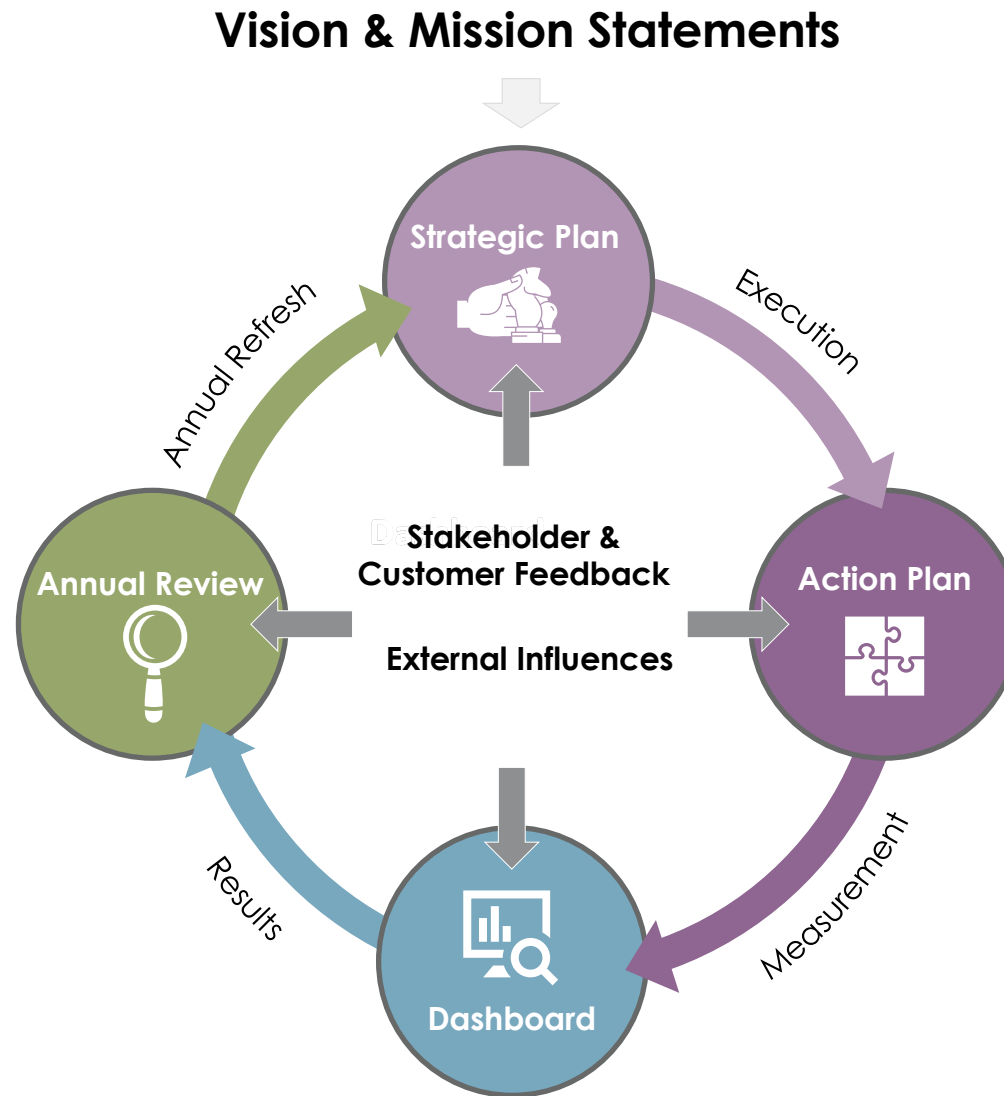 Vision & Mission Statements
Strategic Plan
Execution
Annual Refresh
Dashboard
Stakeholder &
Customer Feedback
External Influences
Annual Review
Action Plan
Results
Measurement
Dashboard